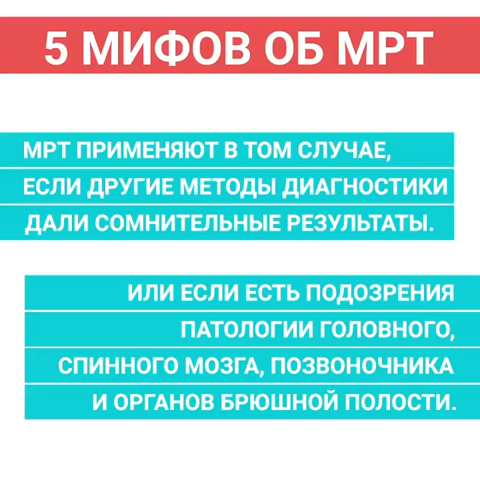 5 МИФОВ ОБ МРТ
МРТ ПРИМЕНЯЮТ В ТОМ СЛУЧАЕ,
ЕСЛИ ДРУГИЕ МЕТОДЫ ДИАГНОСТИКИ
ДАЛИ СОМНИТЕЛЬНЫЕ РЕЗУЛЬТАТЫ.
ИЛИ ЕСЛИ ЕСТЬ ПОДОЗРЕНИЯ
ПАТОЛОГИИ ГОЛОВНОГО,
СПИННОГО МОЗГА, ПОЗВОНОЧНИКА
И ОРГАНОВ БРЮШНОЙ ПОЛОСТИ.